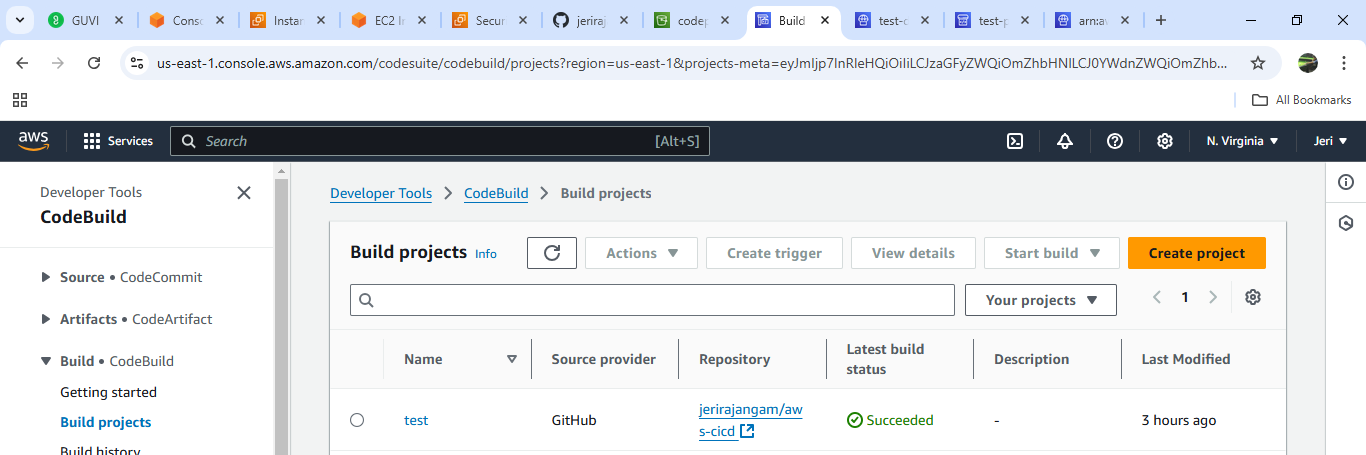 GUVI
Conso
Instan
EC2 In
Secur
jeriraj
codep
Build
test-c
test-p
arn:av
us-east-1.console.aws.amazon.com/codesuite/codebuild/projects?region=us-east-1&projects-meta=eyJmIjp7InRleHQiOiIiLCJzaGFyZWQiOmZhbHNlLCJ0YWdnZWQiOmZhb...
All Bookmarks
aws Services Search [Alt+S] N. Virginia Jeri
Developer Tools
CodeBuild
Source • CodeCommit
Artifacts • CodeArtifact
Build • CodeBuild
Getting started
Build projects
Build history
Developer Tools > CodeBuild > Build projects
Build projects Info Actions Create trigger View details Start build Create project
Your projects 1
Name Source provider Repository Latest build status Description Last Modified
test GitHub jerirajangam/aws-cicd Succeeded - 3 hours ago